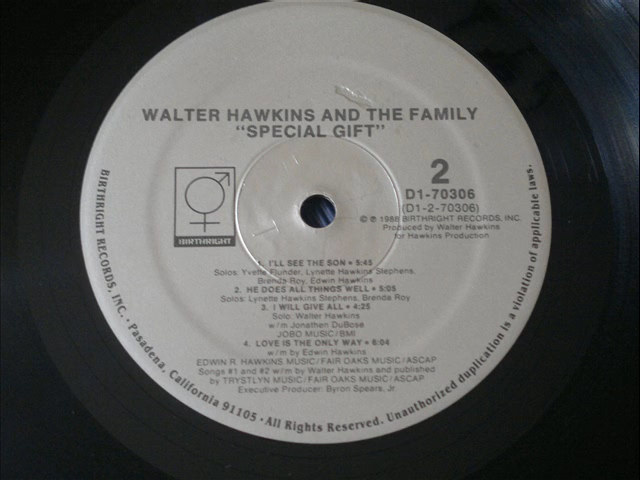 WALTER HAWKINS AND THE FAMILY
"SPECIAL GIFT"
2
D1-70306
(D1-2-70306)
℗ © 1988 BIRTHRIGHT RECORDS, INC.
Produced by Walter Hawkins
for Hawkins Production
BIRTHRIGHT
1. I'LL SEE THE SON • 5:45
Solos: Yvette Flunder, Lynette Hawkins Stephens,
Brenda Roy, Edwin Hawkins
2. HE DOES ALL THINGS WELL • 5:05
Solos: Lynette Hawkins Stephens, Brenda Roy
3. I WILL GIVE ALL • 4:25
Solo: Walter Hawkins
w/m Jonathen DuBose
JOBO MUSIC/BMI
4. LOVE IS THE ONLY WAY • 6:04
w/m by Edwin Hawkins
EDWIN R. HAWKINS MUSIC/FAIR OAKS MUSIC/ASCAP
Songs #1 and #2 w/m by Walter Hawkins and published
by TRYSTLYN MUSIC/FAIR OAKS MUSIC/ASCAP
Executive Producer: Byron Spears, Jr.
BIRTHRIGHT RECORDS, INC. • Pasadena, California 91105 • All Rights Reserved. Unauthorized duplication is a violation of applicable laws.